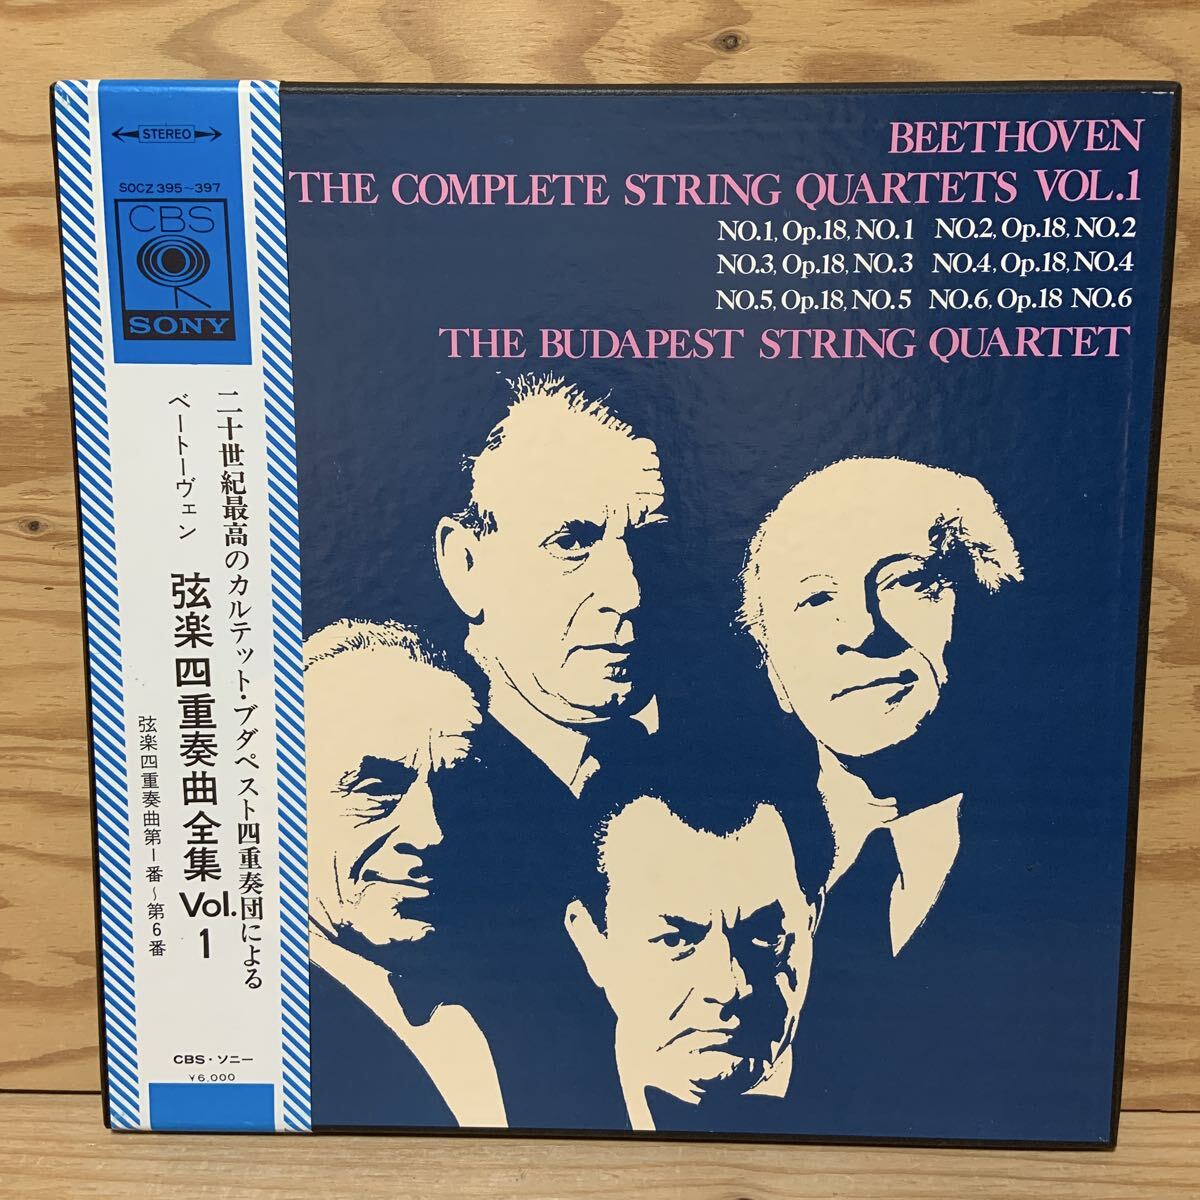 STEREO
SOCZ 395~397
CBS
SONY
二十世紀最高のカルテット・ブダペスト四重奏団による
ベートーヴェン
弦楽四重奏曲全集 Vol. 1
弦楽四重奏曲第1番~第6番
CBS・ソニー
¥6,000
BEETHOVEN
THE COMPLETE STRING QUARTETS VOL.1
NO.1, Op.18, NO.1 NO.2, Op.18, NO.2
NO.3, Op.18, NO.3 NO.4, Op.18, NO.4
NO.5, Op.18, NO.5 NO.6, Op.18 NO.6
THE BUDAPEST STRING QUARTET